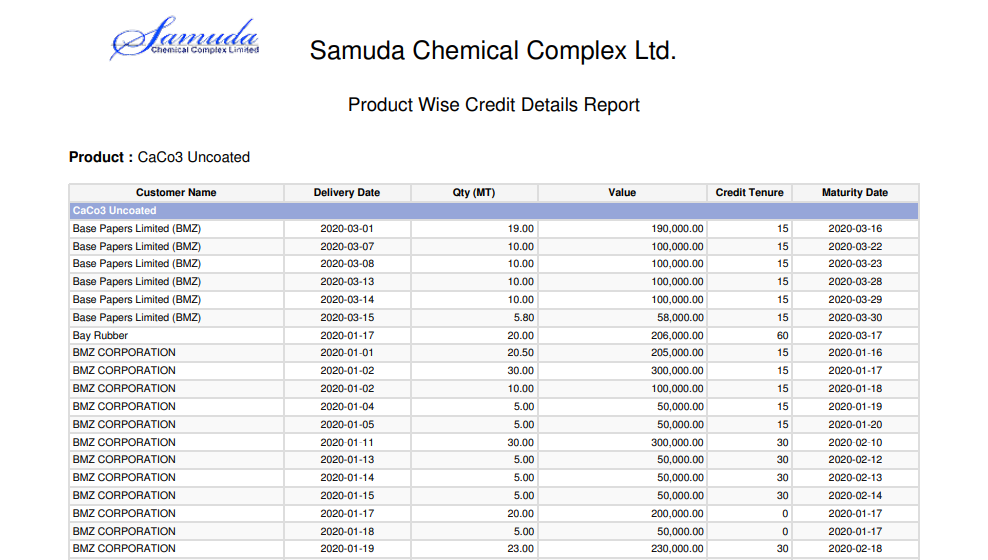 Samuda
Chemical Complex Limited
Samuda Chemical Complex Ltd.
Product Wise Credit Details Report
Product : CaCo3 Uncoated
Customer Name Delivery Date Qty (MT) Value Credit Tenure Maturity Date
CaCo3 Uncoated
Base Papers Limited (BMZ) 2020-03-01 19.00 190,000.00 15 2020-03-16
Base Papers Limited (BMZ) 2020-03-07 10.00 100,000.00 15 2020-03-22
Base Papers Limited (BMZ) 2020-03-08 10.00 100,000.00 15 2020-03-23
Base Papers Limited (BMZ) 2020-03-13 10.00 100,000.00 15 2020-03-28
Base Papers Limited (BMZ) 2020-03-14 10.00 100,000.00 15 2020-03-29
Base Papers Limited (BMZ) 2020-03-15 5.80 58,000.00 15 2020-03-30
Bay Rubber 2020-01-17 20.00 206,000.00 60 2020-03-17
BMZ CORPORATION 2020-01-01 20.50 205,000.00 15 2020-01-16
BMZ CORPORATION 2020-01-02 30.00 300,000.00 15 2020-01-17
BMZ CORPORATION 2020-01-02 10.00 100,000.00 15 2020-01-18
BMZ CORPORATION 2020-01-04 5.00 50,000.00 15 2020-01-19
BMZ CORPORATION 2020-01-05 5.00 50,000.00 15 2020-01-20
BMZ CORPORATION 2020-01-11 30.00 300,000.00 30 2020-02-10
BMZ CORPORATION 2020-01-13 5.00 50,000.00 30 2020-02-12
BMZ CORPORATION 2020-01-14 5.00 50,000.00 30 2020-02-13
BMZ CORPORATION 2020-01-15 5.00 50,000.00 30 2020-02-14
BMZ CORPORATION 2020-01-17 20.00 200,000.00 0 2020-01-17
BMZ CORPORATION 2020-01-18 5.00 50,000.00 0 2020-01-17
BMZ CORPORATION 2020-01-19 23.00 230,000.00 30 2020-02-18